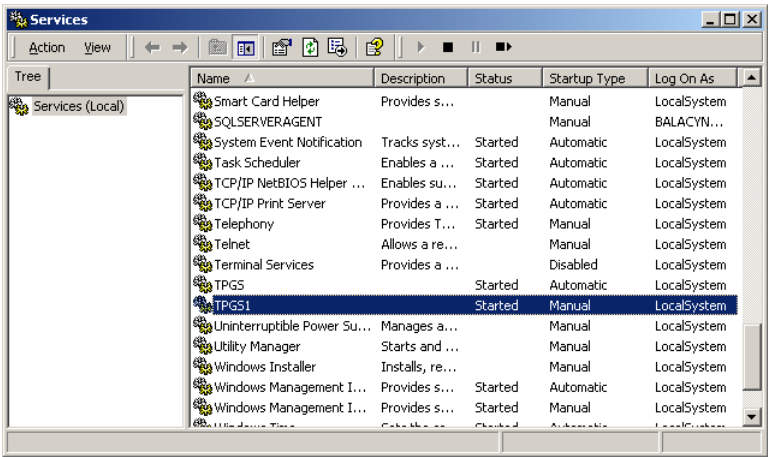 Services
Action View
Tree
Name Description Status Startup Type Log On As
Services (Local)
Smart Card Helper Provides s... Manual LocalSystem
SQLSERVERAGENT Manual BALACYN...
System Event Notification Tracks syst... Started Automatic LocalSystem
Task Scheduler Enables a ... Started Automatic LocalSystem
TCP/IP NetBIOS Helper ... Enables su... Started Automatic LocalSystem
TCP/IP Print Server Provides a ... Started Automatic LocalSystem
Telephony Provides T... Started Manual LocalSystem
Telnet Allows a re... Manual LocalSystem
Terminal Services Provides a ... Disabled LocalSystem
TPGS Started Automatic LocalSystem
TPGS1 Started Manual LocalSystem
Uninterruptible Power Su... Manages a... Manual LocalSystem
Utility Manager Starts and ... Manual LocalSystem
Windows Installer Installs, re... Manual LocalSystem
Windows Management I... Provides s... Started Automatic LocalSystem
Windows Management I... Provides s... Started Manual LocalSystem